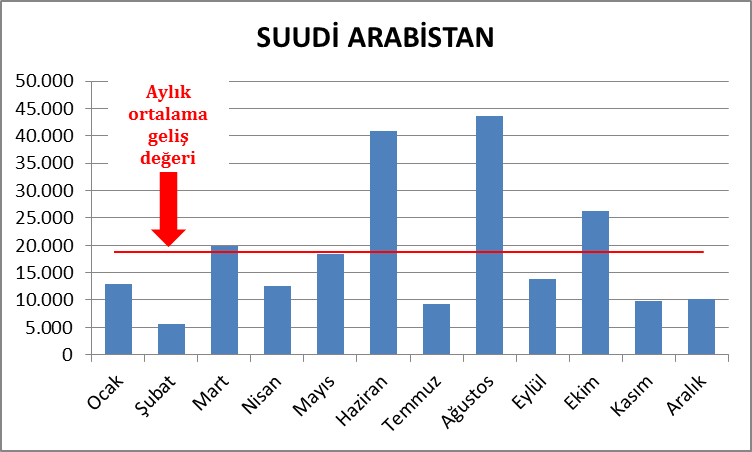 SUUDİ ARABİSTAN
50.000
45.000
40.000
35.000
30.000
25.000
20.000
15.000
10.000
5.000
0
Aylık
ortalama
geliş
değeri
Ocak
Şubat
Mart
Nisan
Mayıs
Haziran
Temmuz
Ağustos
Eylül
Ekim
Kasım
Aralık